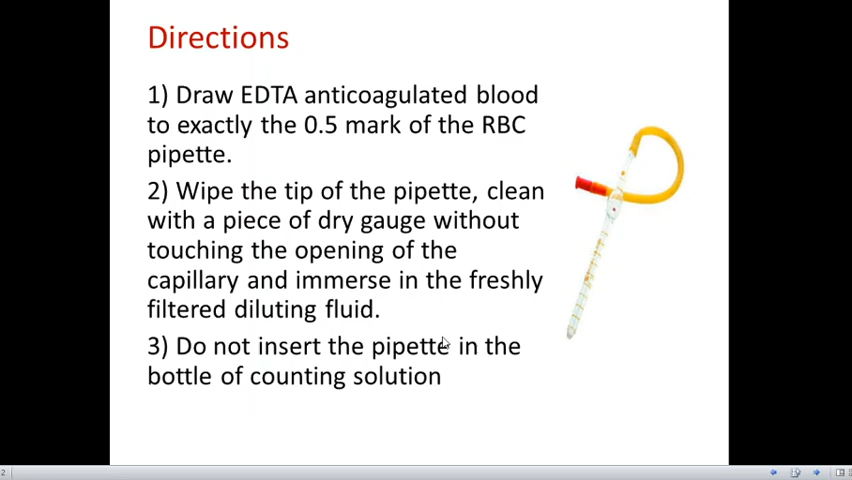 Directions
1) Draw EDTA anticoagulated blood
to exactly the 0.5 mark of the RBC
pipette.
2) Wipe the tip of the pipette, clean
with a piece of dry gauge without
touching the opening of the
capillary and immerse in the freshly
filtered diluting fluid.
3) Do not insert the pipette in the
bottle of counting solution
2